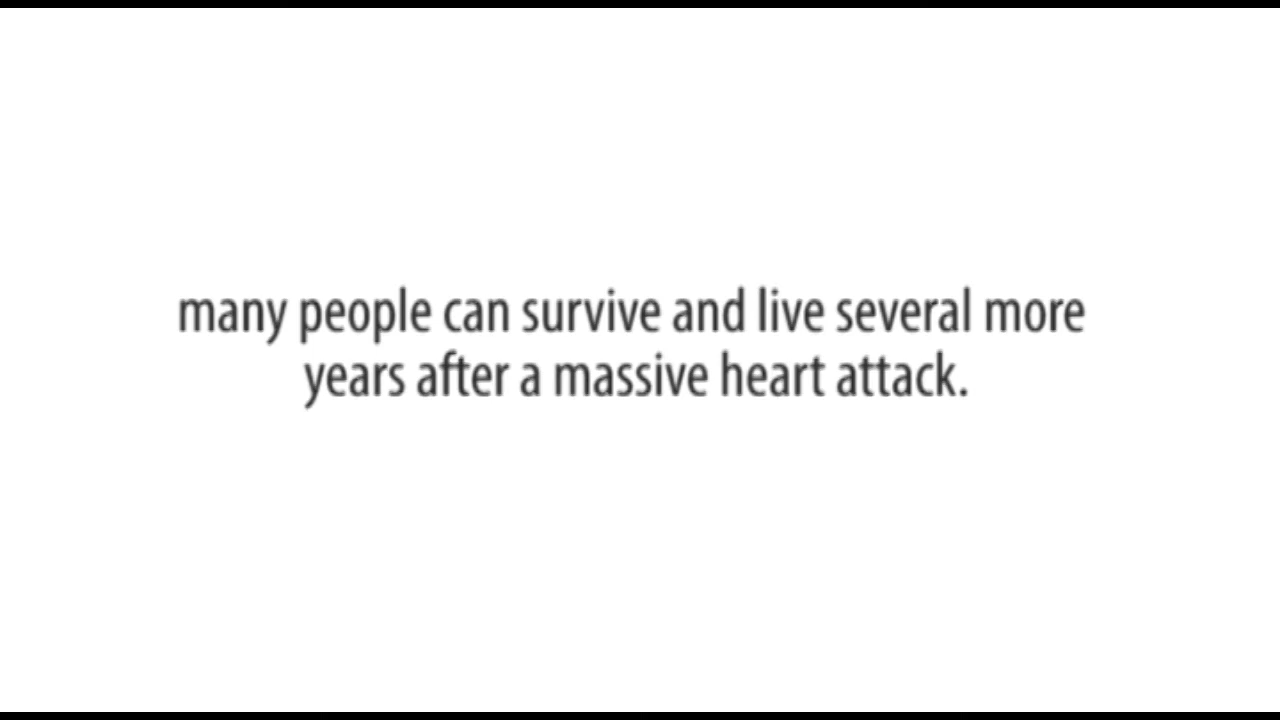 many people can survive and live several more
years after a massive heart attack.